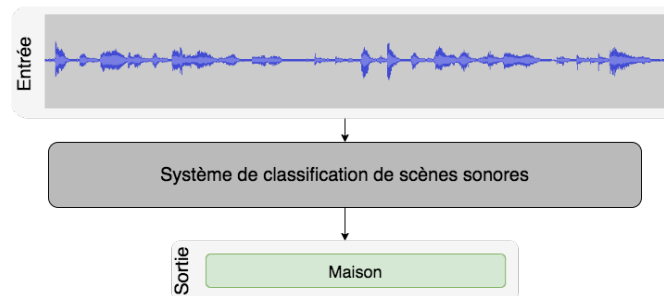 Entrée
Système de classification de scènes sonores
Sortie
Maison